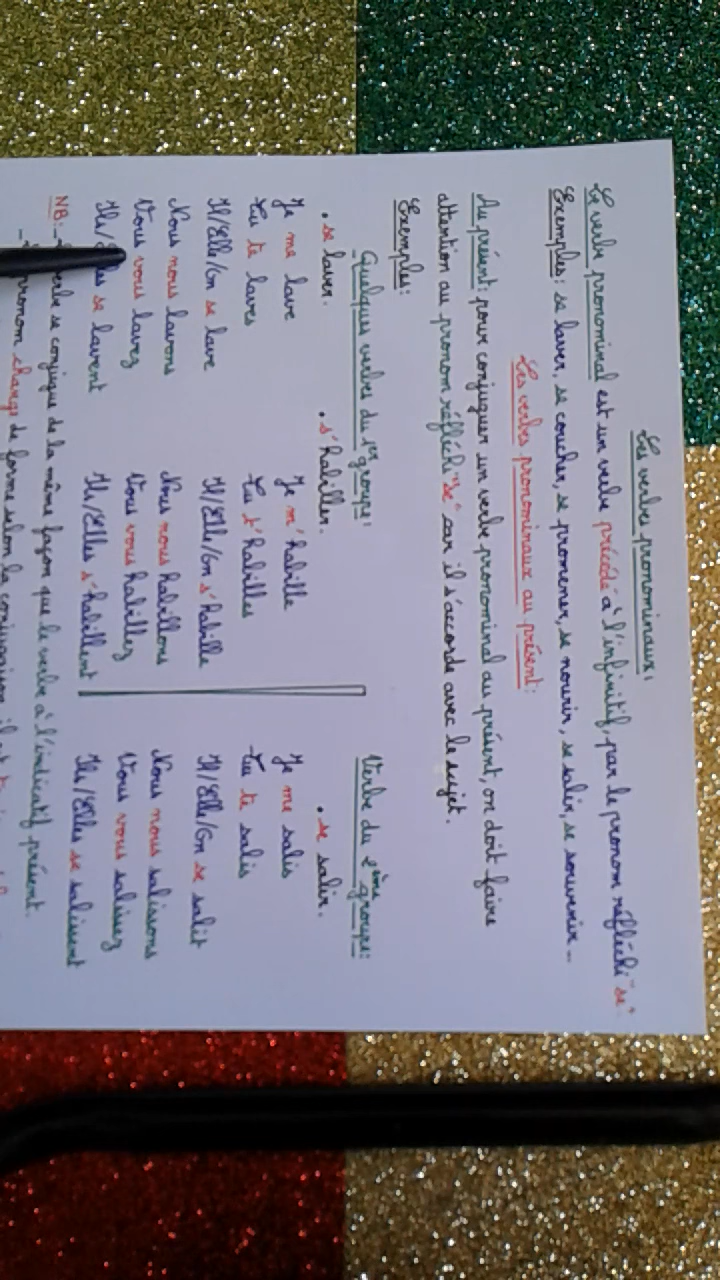 Les verbes pronominaux:
Le verbe pronominal est un verbe précédé à l'infinitif, par le pronom réfléchi "se"
Exemples: se laver, se coucher, se promener, se nourir, se salir, se souvenir _
Les verbes pronominaux au présent:
Au présent: pour conjuguer un verbe pronominal au présent, on doit faire
attention au pronom réfléchi "se" car il s'accorde avec le sujet.
Exemples:
Quelques verbes du 1er groupe:
• se laver.
Je me lave
Tu te laves
Il/Elle/On se lave
Nous nous lavons
Vous vous lavez
Ils/ se lavent
• s'habiller.
Je m'habille
Tu t'habilles
Il/Elle/On s'habille
Nous nous habillons
Vous vous habillez
Ils/Elles s'habillent
Verbe du 2ème groupe:
• se salir.
Je me salis
Tu te salis
Il/Elle/On se salit
Nous nous salissons
Vous vous salissez
Ils/Elles se salissent
NB: - verbe se conjugue de la même façon que le verbe à l'indicatif présent.
- pronom change de forme selon la conjugaison